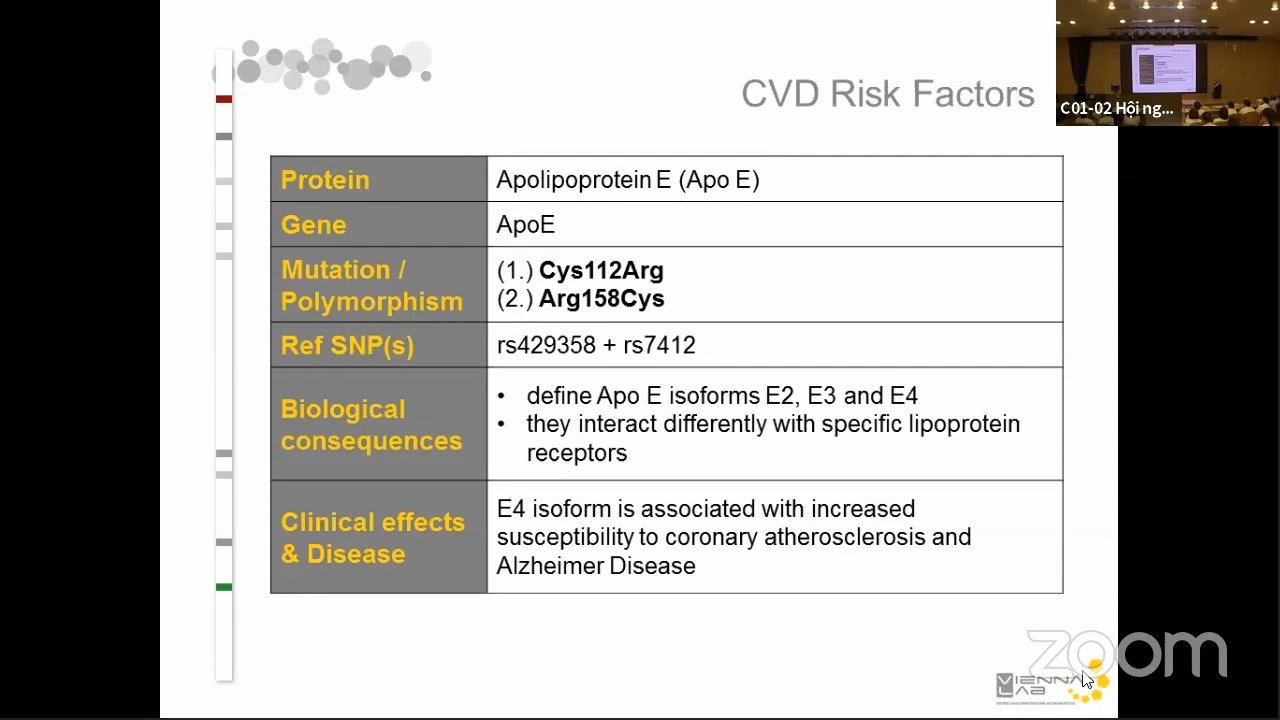 CVD Risk Factors
C01-02 Hội ng...
Protein
Apolipoprotein E (Apo E)
Gene
ApoE
Mutation /
Polymorphism
(1.) Cys112Arg
(2.) Arg158Cys
Ref SNP(s)
rs429358 + rs7412
Biological
consequences
• define Apo E isoforms E2, E3 and E4
• they interact differently with specific lipoprotein
receptors
Clinical effects
& Disease
E4 isoform is associated with increased
susceptibility to coronary atherosclerosis and
Alzheimer Disease
zoom
VIENNA
LAB